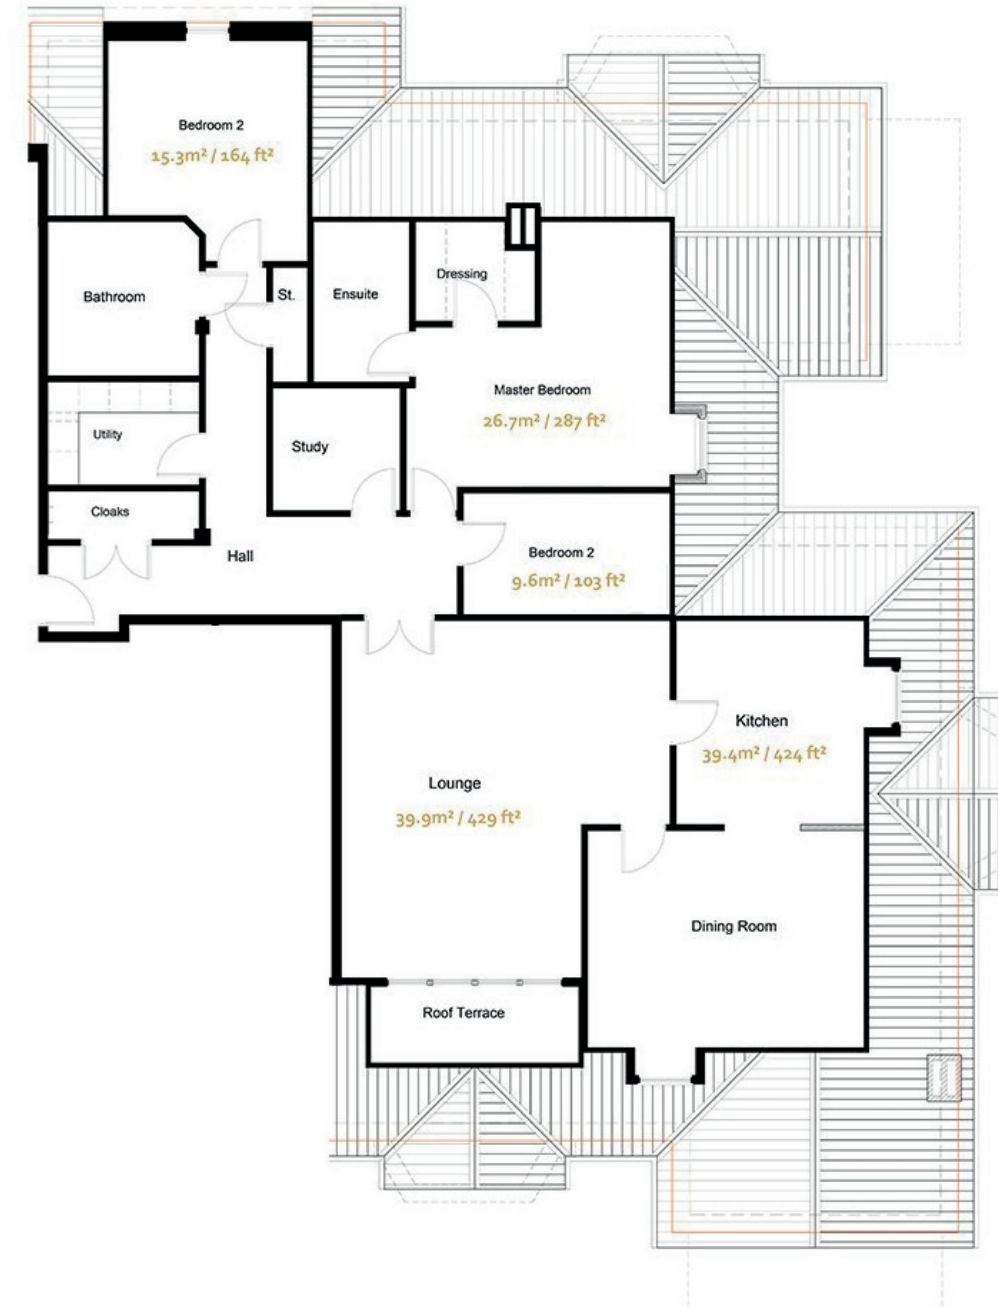 Bedroom 2
15.3m² / 164 ft²
Bathroom
St.
Ensuite
Dressing
Master Bedroom
26.7m² / 287 ft²
Utility
Study
Cloaks
Hall
Bedroom 2
9.6m² / 103 ft²
Kitchen
39.4m² / 424 ft²
Lounge
39.9m² / 429 ft²
Dining Room
Roof Terrace